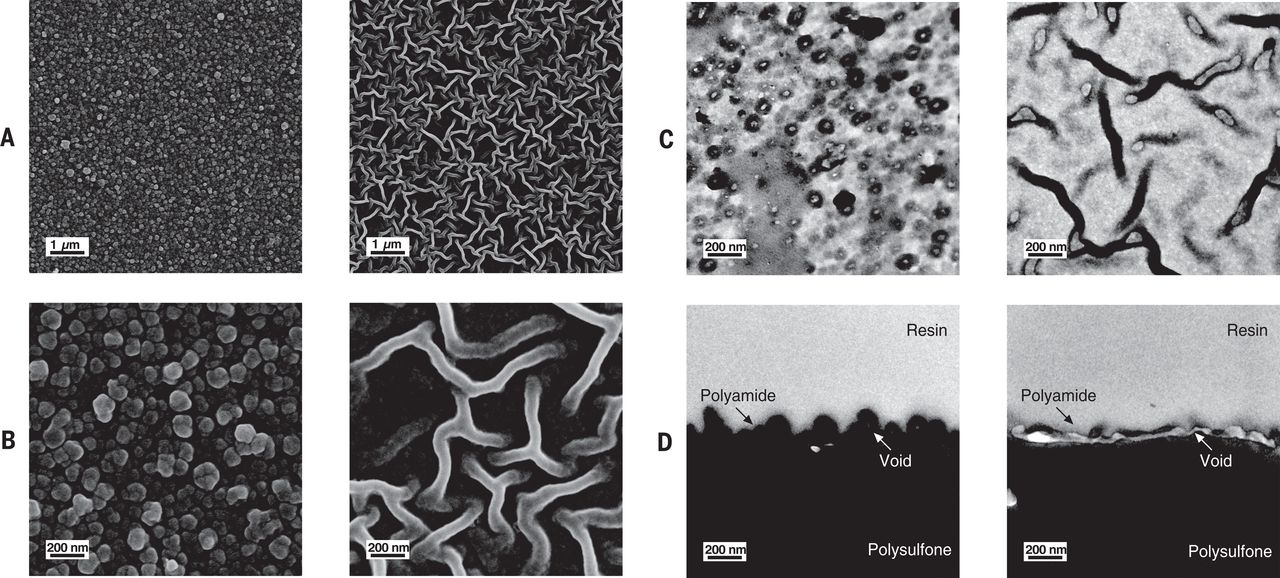 A
1 µm
1 µm
C
200 nm
200 nm
B
200 nm
200 nm
D
Resin
Polyamide
Void
200 nm
Polysulfone
Resin
Polyamide
Void
200 nm
Polysulfone